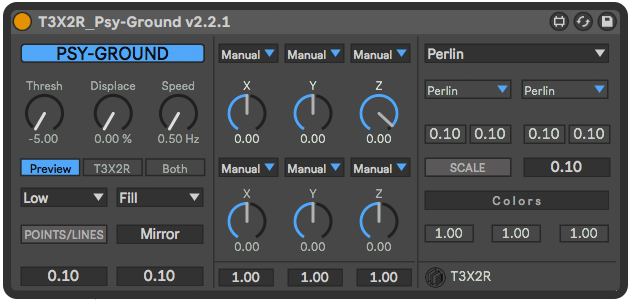 T3X2R_Psy-Ground v2.2.1
PSY-GROUND
Thresh Displace Speed
-5.00 0.00 % 0.50 Hz
Preview T3X2R Both
Low Fill
POINTS/LINES Mirror
0.10 0.10
Manual Manual Manual
X Y Z
0.00 0.00 0.00
Manual Manual Manual
X Y Z
0.00 0.00 0.00
1.00 1.00 1.00
Perlin
Perlin Perlin
0.10 0.10 0.10 0.10
SCALE 0.10
Colors
1.00 1.00 1.00
T3X2R